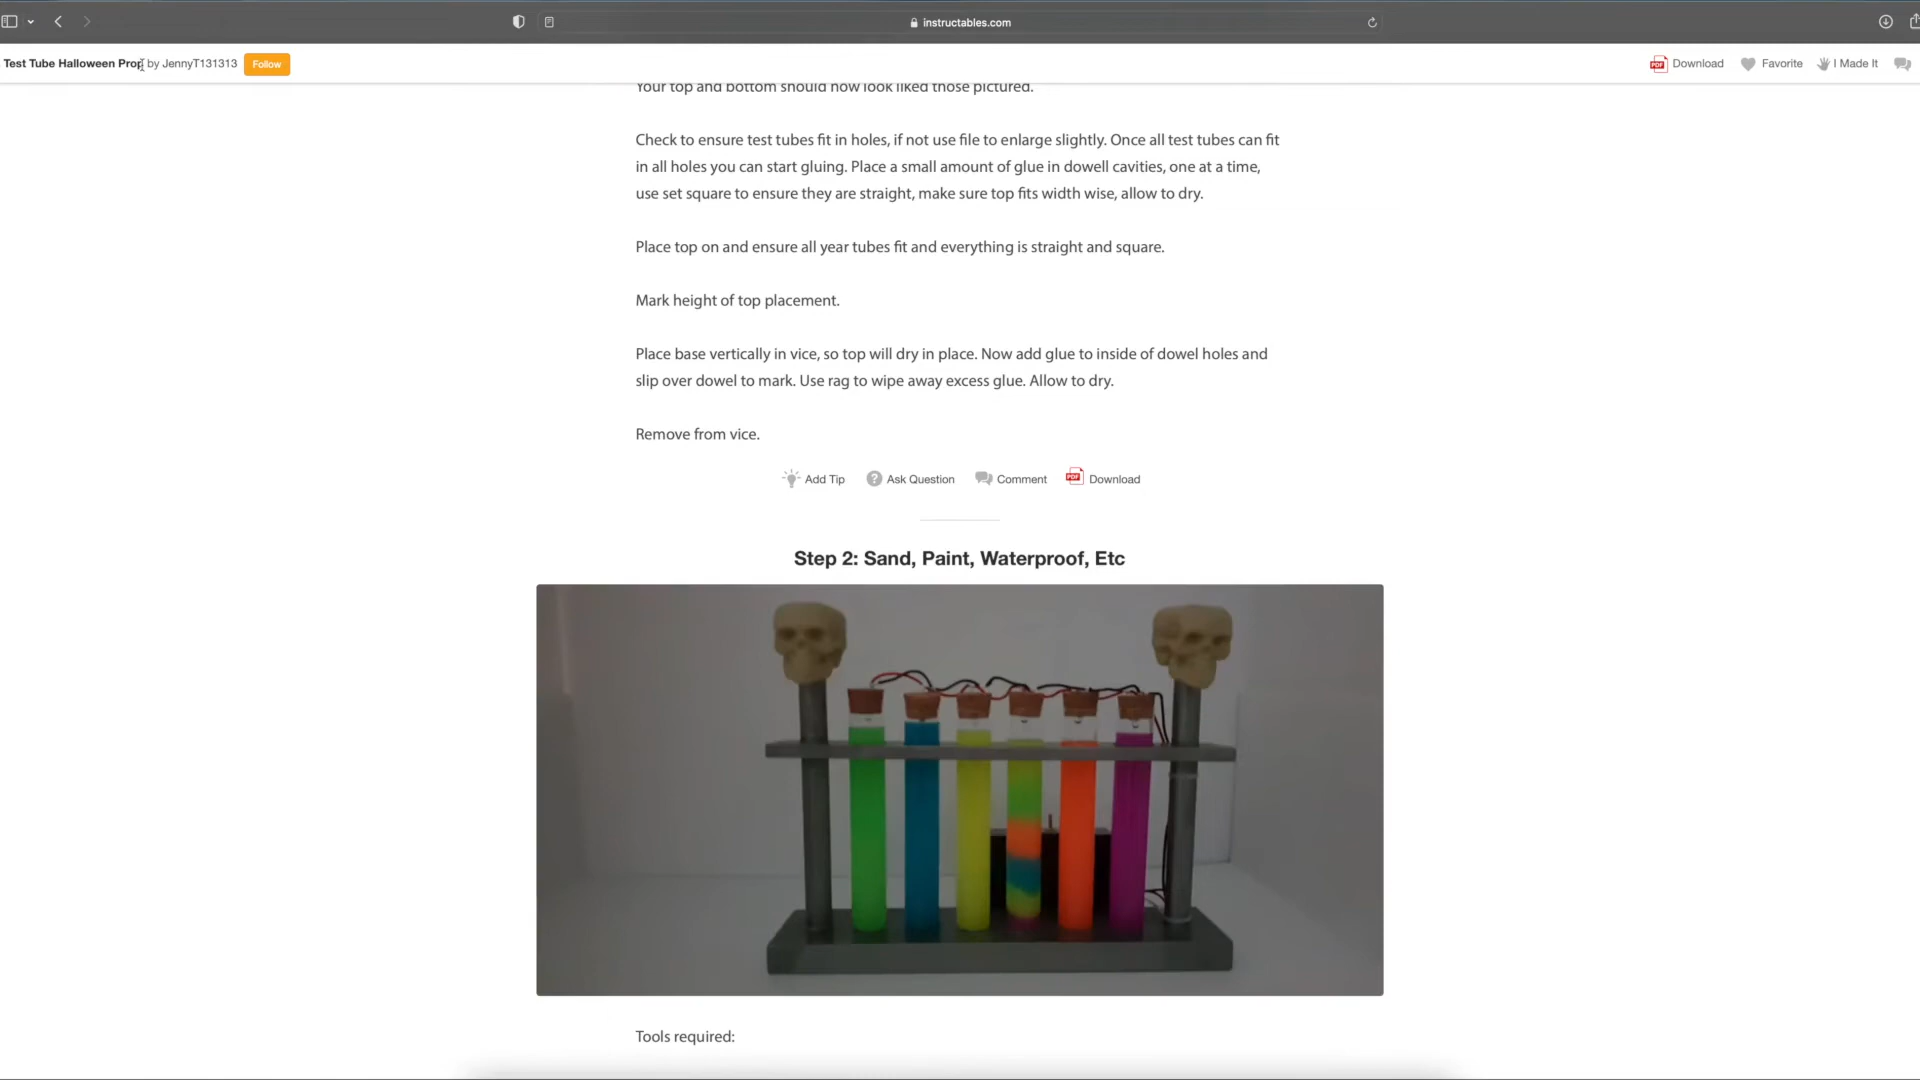 instructables.com
Test Tube Halloween Prop by JennyT131313 Follow
Download Favorite I Made It
Your top and bottom should now look liked those pictured.
Check to ensure test tubes fit in holes, if not use file to enlarge slightly. Once all test tubes can fit
in all holes you can start gluing. Place a small amount of glue in dowell cavities, one at a time,
use set square to ensure they are straight, make sure top fits width wise, allow to dry.
Place top on and ensure all year tubes fit and everything is straight and square.
Mark height of top placement.
Place base vertically in vice, so top will dry in place. Now add glue to inside of dowel holes and
slip over dowel to mark. Use rag to wipe away excess glue. Allow to dry.
Remove from vice.
Add Tip ? Ask Question Comment PDF Download
Step 2: Sand, Paint, Waterproof, Etc
Tools required: